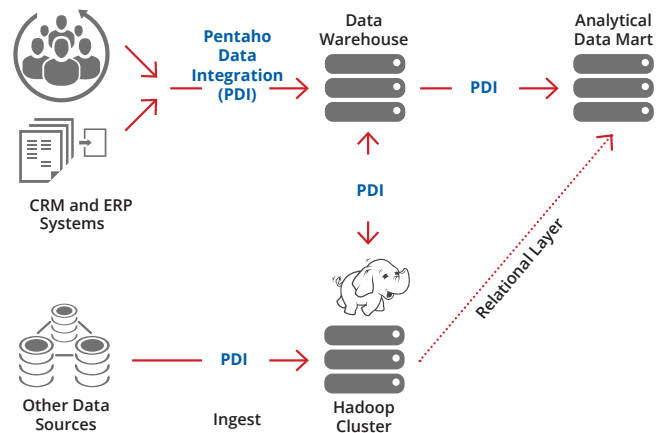 Pentaho
Data
Integration
(PDI)
Data
Warehouse
PDI
Analytical
Data Mart
CRM and ERP
Systems
PDI
Relational Layer
PDI
Other Data
Sources
Ingest
Hadoop
Cluster